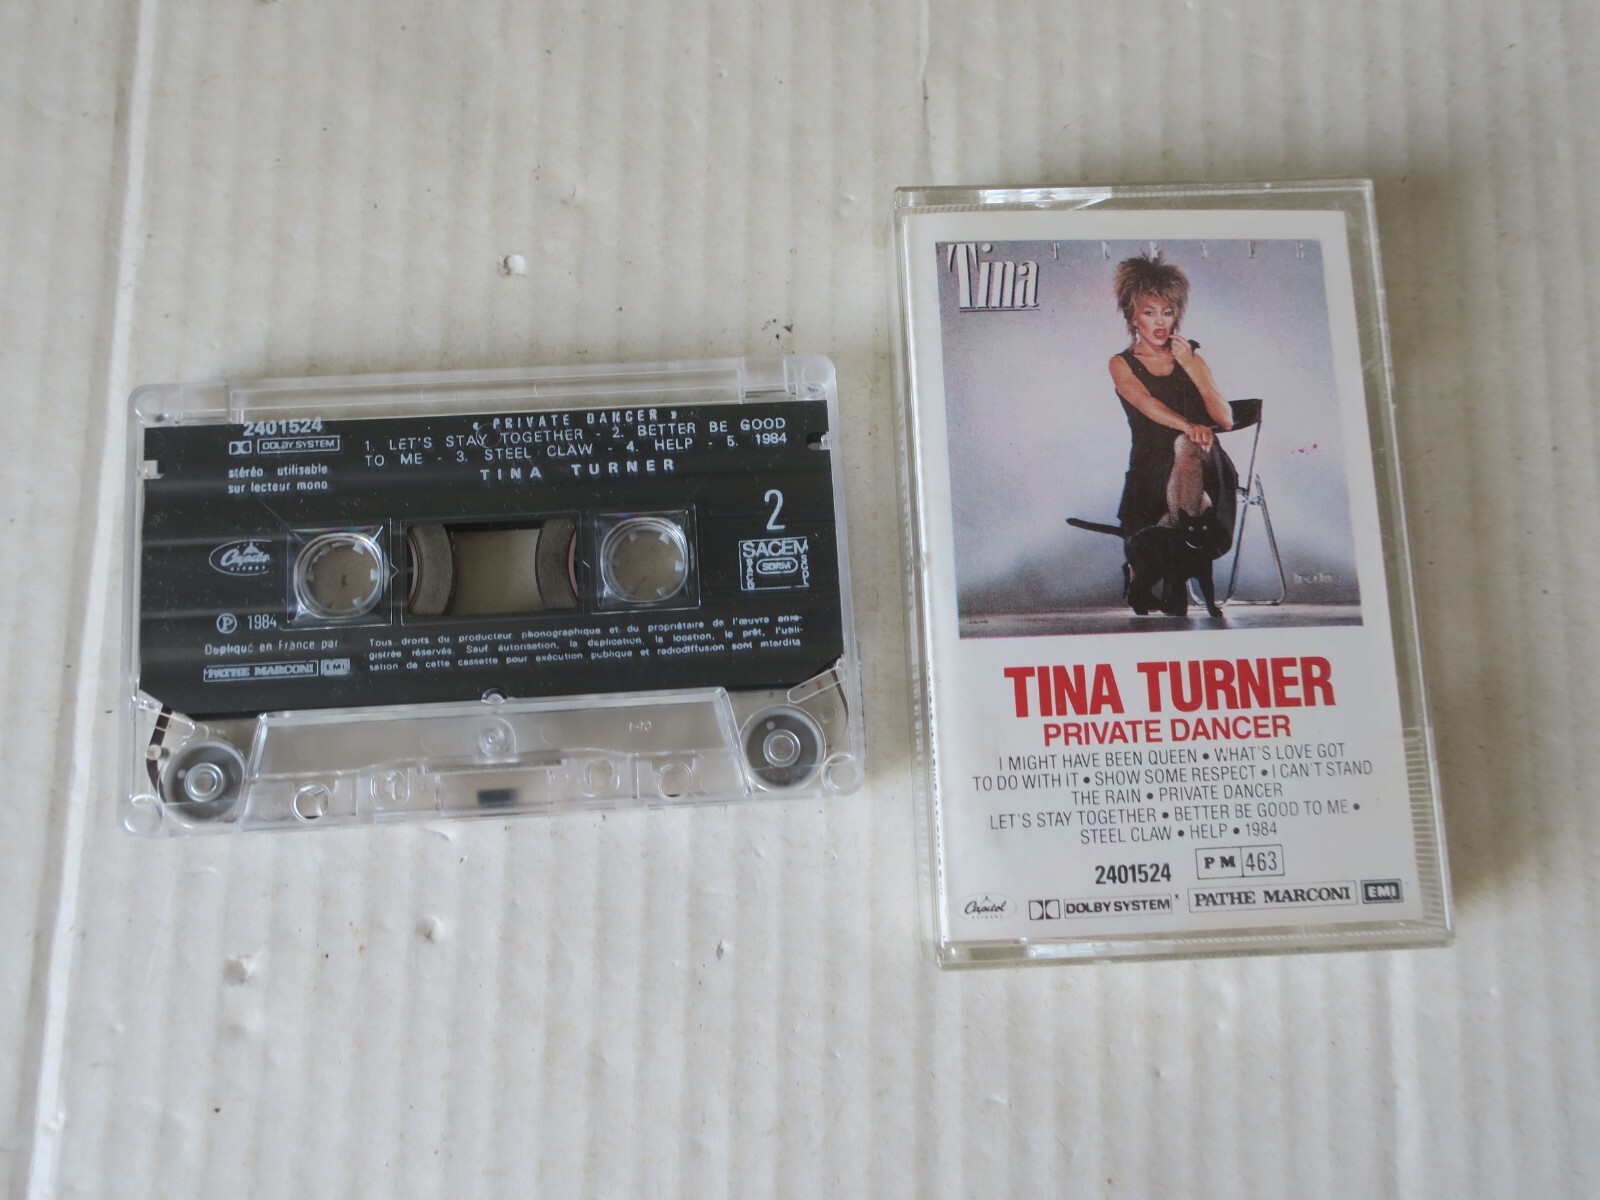 2401524
DOLBY SYSTEM
stéréo utilisable
sur lecteur mono
« PRIVATE DANCER »
1. LET'S STAY TOGETHER - 2. BETTER BE GOOD
TO ME - 3. STEEL CLAW - 4. HELP - 5. 1984
TINA TURNER
2
Capitol
RECORDS
SACEM
SACD
SDRM
SCDL
℗ 1984
Dupliqué en France par
PATHE MARCONI EMI
Tous droits du producteur phonographique et du propriétaire de l'œuvre enre-
gistrée réservés. Sauf autorisation, la duplication, la location, le prêt, l'utili-
sation de cette cassette pour exécution publique et radiodiffusion sont interdits
Tina
TURNER
TINA TURNER
PRIVATE DANCER
I MIGHT HAVE BEEN QUEEN • WHAT'S LOVE GOT
TO DO WITH IT • SHOW SOME RESPECT • I CAN'T STAND
THE RAIN • PRIVATE DANCER
LET'S STAY TOGETHER • BETTER BE GOOD TO ME •
STEEL CLAW • HELP • 1984
2401524 PM 463
Capitol DOLBY SYSTEM PATHE MARCONI EMI